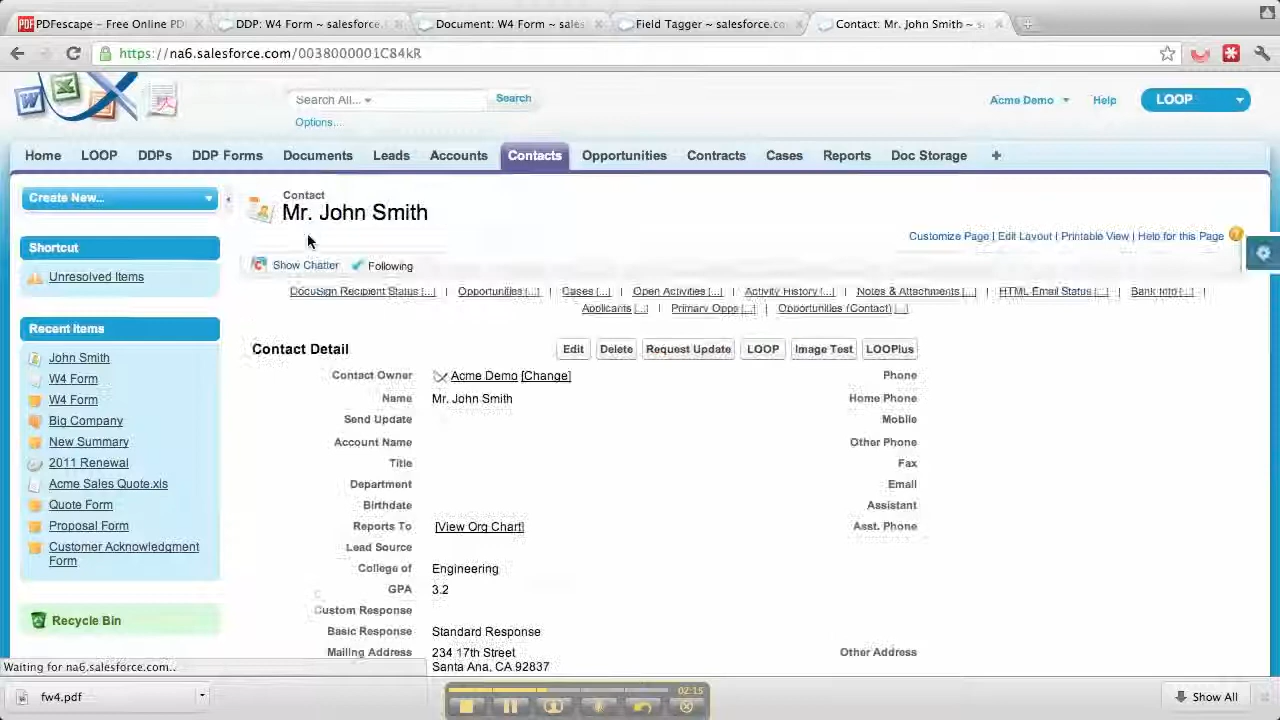 PDFescape – Free Online PD
DDP: W4 Form ~ salesforce.
Document: W4 Form ~ sales
Field Tagger ~ salesforce.co
Contact: Mr. John Smith ~ s
https://na6.salesforce.com/0038000001C84kR
Search All...
Search
Options...
Acme Demo
Help
LOOP
Home LOOP DDPs DDP Forms Documents Leads Accounts Contacts Opportunities Contracts Cases Reports Doc Storage +
Create New...
Shortcut
Unresolved Items
Recent Items
John Smith
W4 Form
W4 Form
Big Company
New Summary
2011 Renewal
Acme Sales Quote.xls
Quote Form
Proposal Form
Customer Acknowledgment
Form
Recycle Bin
Contact
Mr. John Smith
Customize Page | Edit Layout | Printable View | Help for this Page
Show Chatter Following
DocuSign Recipient Status [...] | Opportunities [...] | Cases [...] | Open Activities [...] | Activity History [...] | Notes & Attachments [...] | HTML Email Status [...] | Bank Info [...] |
Applicants [...] | Primary Opps [...] | Opportunities (Contact) [...]
Contact Detail
Edit Delete Request Update LOOP Image Test LOOPlus
Contact Owner Acme Demo [Change] Phone
Name Mr. John Smith Home Phone
Send Update Mobile
Account Name Other Phone
Title Fax
Department Email
Birthdate Assistant
Reports To [View Org Chart] Asst. Phone
Lead Source
College of Engineering
GPA 3.2
Custom Response
Basic Response Standard Response
Mailing Address 234 17th Street Other Address
Santa Ana, CA 92837
Waiting for na6.salesforce.com..
fw4.pdf
02:15
Show All